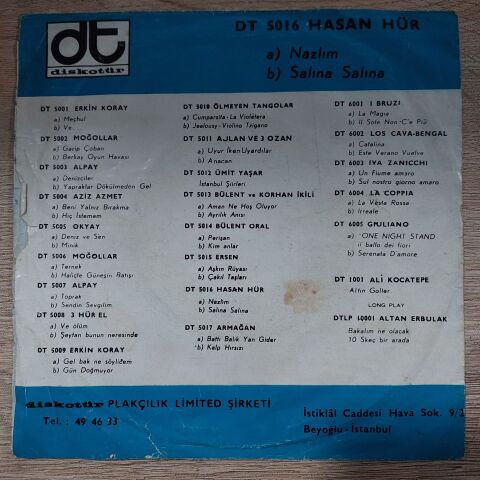 dt
diskotür
DT 5016 HASAN HÜR
a) Nazlım
b) Salına Salına
DT 5001 ERKİN KORAY
a) Meçhul
b) Ve.
DT 5002 MOĞOLLAR
a) Garip Çoban
b) Berkay Oyun Havası
DT 5003 ALPAY
a) Denizciler
b) Yapraklar Dökülmeden Gel
DT 5004 AZİZ AZMET
a) Beni Yalnız Bırakma
b) Hiç İstemem
DT 5005 OKYAY
a) Deniz ve Sen
b) Minik
DT 5006 MOĞOLLAR
a) Ternek
b) Haliçte Güneşin Batışı
DT 5007 ALPAY
a) Toprak
b) Sendin Sevgilim
DT 5008 3 HÜR EL
a) Ve ölüm
b) Şeytan bunun neresinde
DT 5009 ERKİN KORAY
a) Gel bak ne söylicem
b) Gün Doğmuyor
DT 5010 ÖLMEYEN TANGOLAR
a) Cumparsita-La Violetera
b) Jealousy-Violino Tzigano
DT 5011 AJLAN VE 3 OZAN
a) Uyur İken Uyardılar
b) Anacan
DT 5012 ÜMİT YAŞAR
İstanbul Şiirleri
DT 5013 BÜLENT ve KORHAN İKİLİ
a) Aman Ne Hoş Oluyor
b) Ayrılık Anısı
DT 5014 BÜLENT ORAL
a) Perişan
b) Kim anlar
DT 5015 ERSEN
a) Aşkın Rüyası
b) Çakıl Taşları
DT 5016 HASAN HÜR
a) Nazlım
b) Salına Salına
DT 5017 ARMAĞAN
a) Battı Balık Yan Gider
b) Kalp Hırsızı
DT 6001 I BRUZI
a) La Magia
b) Il Sole Non C'e Più
DT 6002 LOS CAVA-BENGAL
a) Catalina
b) Este Verano Vuelve
DT 6003 IVA ZANICCHI
a) Un Fiume amaro
b) Sul nostro giorno amaro
DT 6004 LA COPPIA
a) La Vesta Rossa
b) Irreale
DT 6005 GIULIANO
a) 'ONE NIGHT STAND
il ballo dei fiori
b) Serenata D'amore
DT 1001 ALİ KOCATEPE
Altın Goller
LONG PLAY
DTLP 10001 ALTAN ERBULAK
Bakalım ne olacak
10 Skeç bir arada
diskotür PLAKÇILIK LİMİTED ŞİRKETİ
Tel.: 49 46 33
İstiklâl Caddesi Hava Sok. 9/2
Beyoğlu-İstanbul